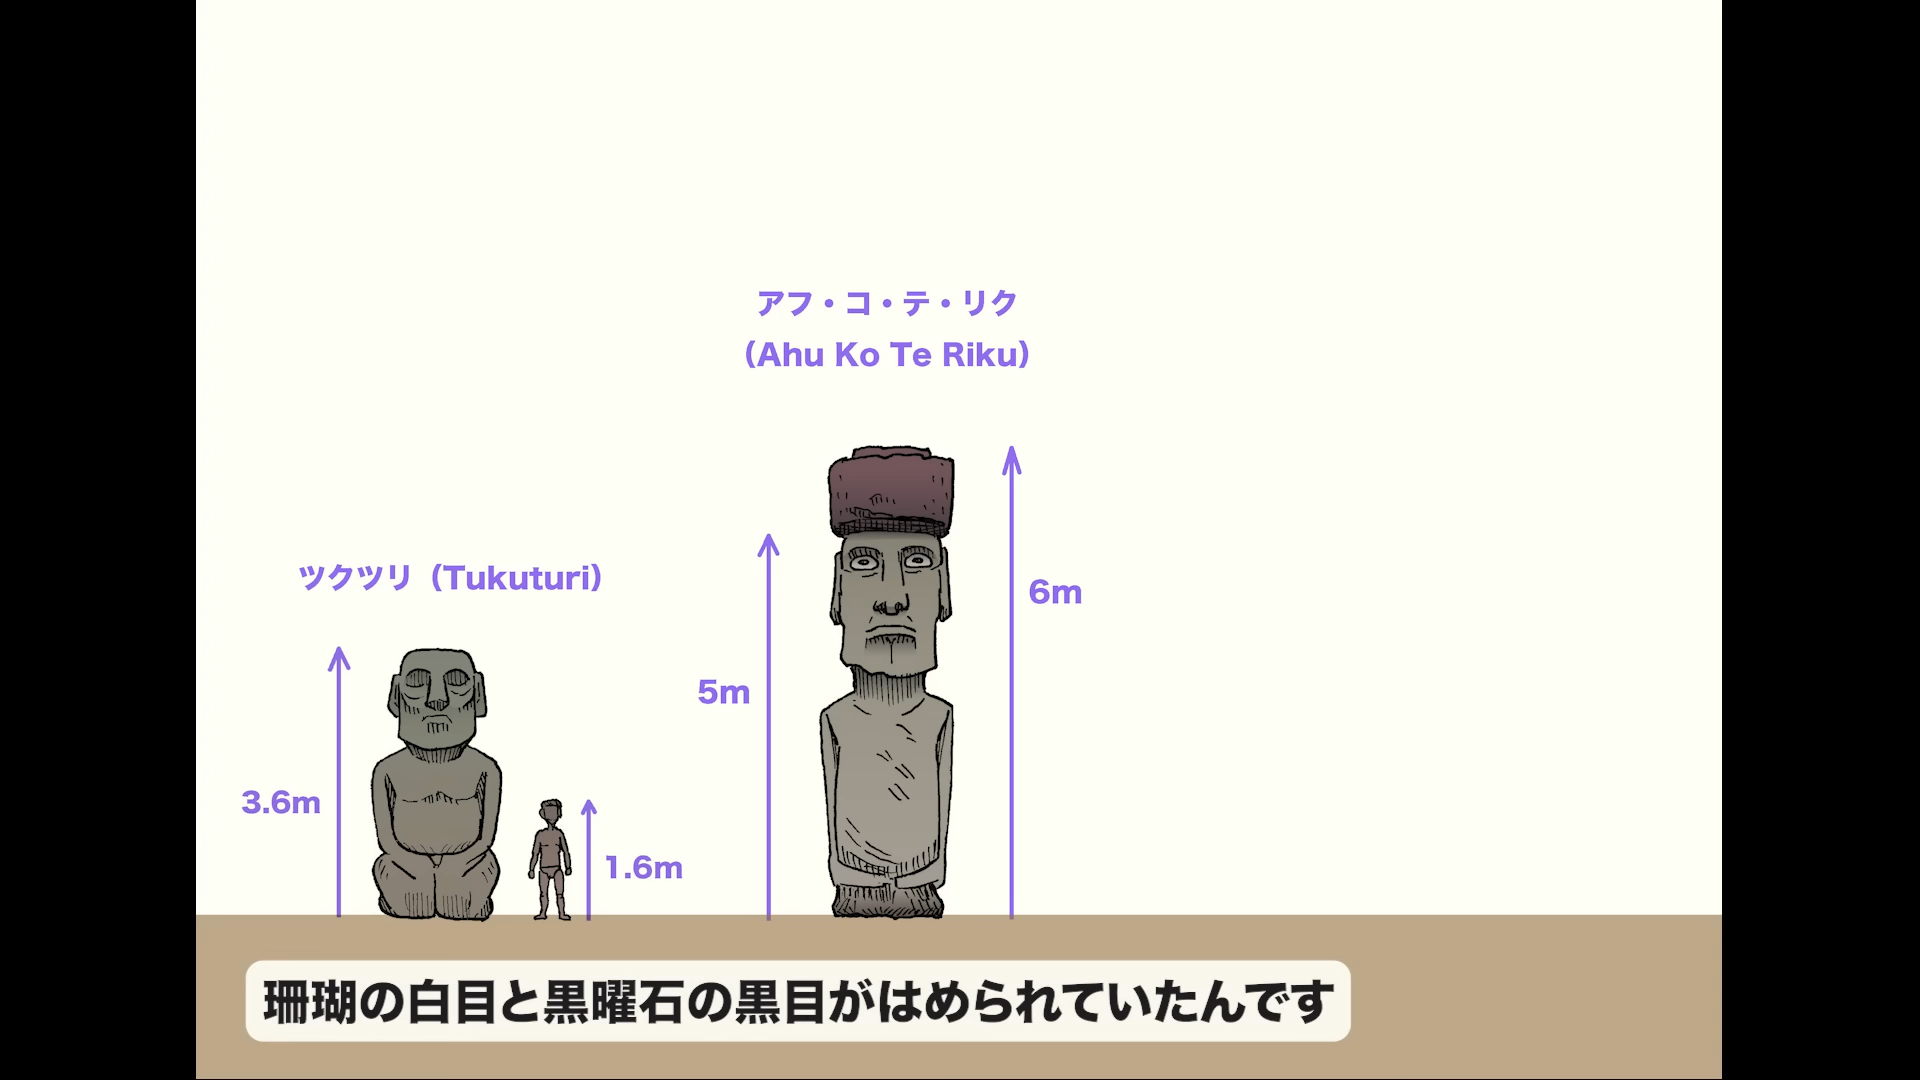 アフ・コ・テ・リク
（Ahu Ko Te Riku）
ツクツリ（Tukuturi）
6m
5m
3.6m
1.6m
珊瑚の白目と黒曜石の黒目がはめられていたんです